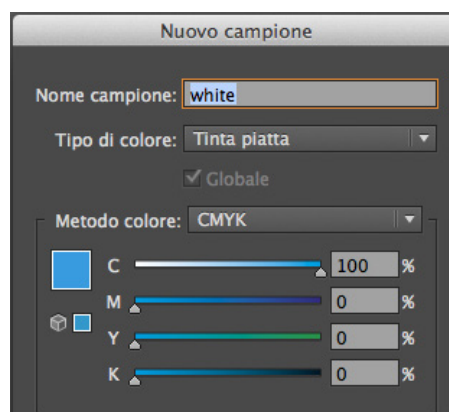 Nuovo campione
Nome campione: white
Tipo di colore: Tinta piatta
Globale
Metodo colore: CMYK
C 100 %
M 0 %
Y 0 %
K 0 %